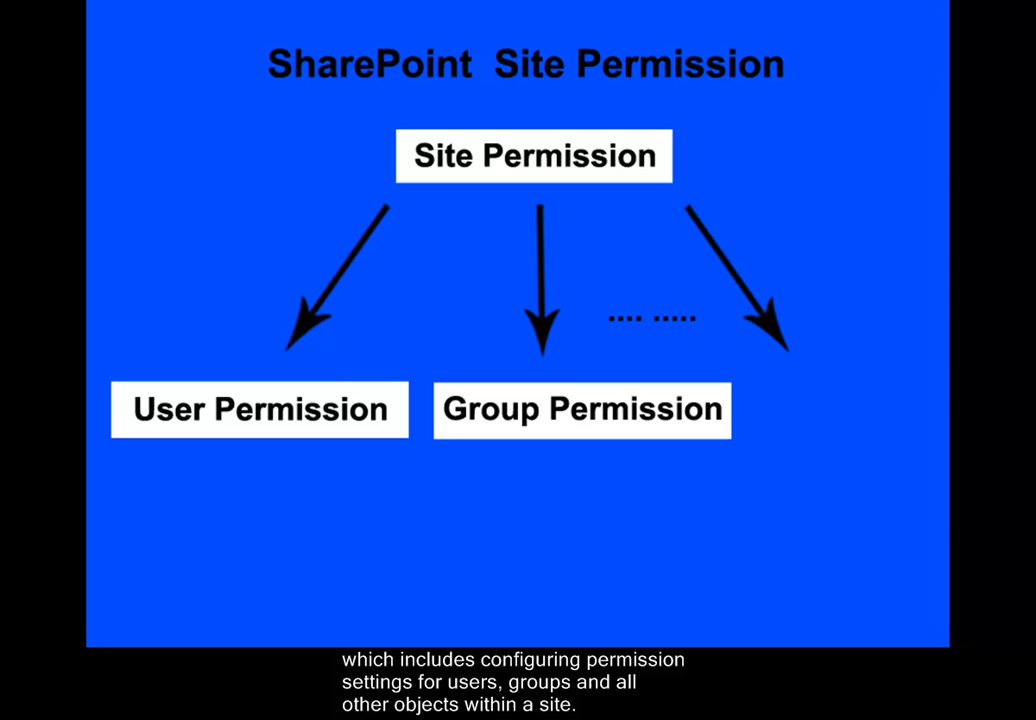 SharePoint Site Permission
Site Permission
.... .....
User Permission
Group Permission
which includes configuring permission
settings for users, groups and all
other objects within a site.